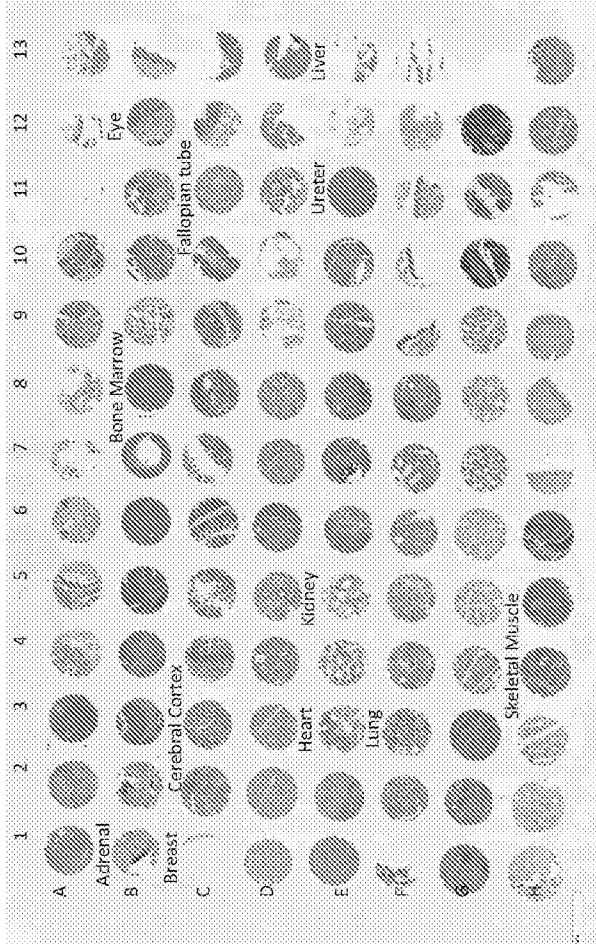 1 2 3 4 5 6 7 8 9 10 11 12 13
A
Adrenal Bone Marrow Eye
B
Breast Cerebral Cortex Fallopian tube
C
D
Heart Kidney Ureter Liver
E
Lung
F
G
Skeletal Muscle
H